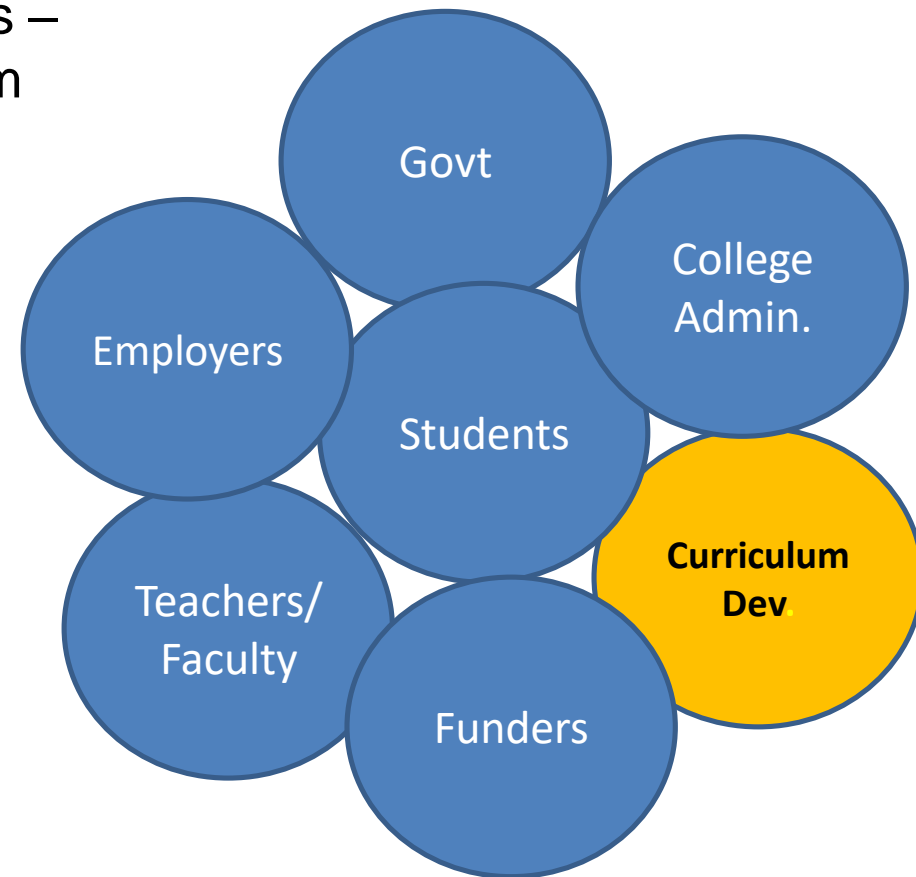 s –
m
Govt
College
Admin.
Employers
Students
Curriculum
Dev.
Teachers/
Faculty
Funders